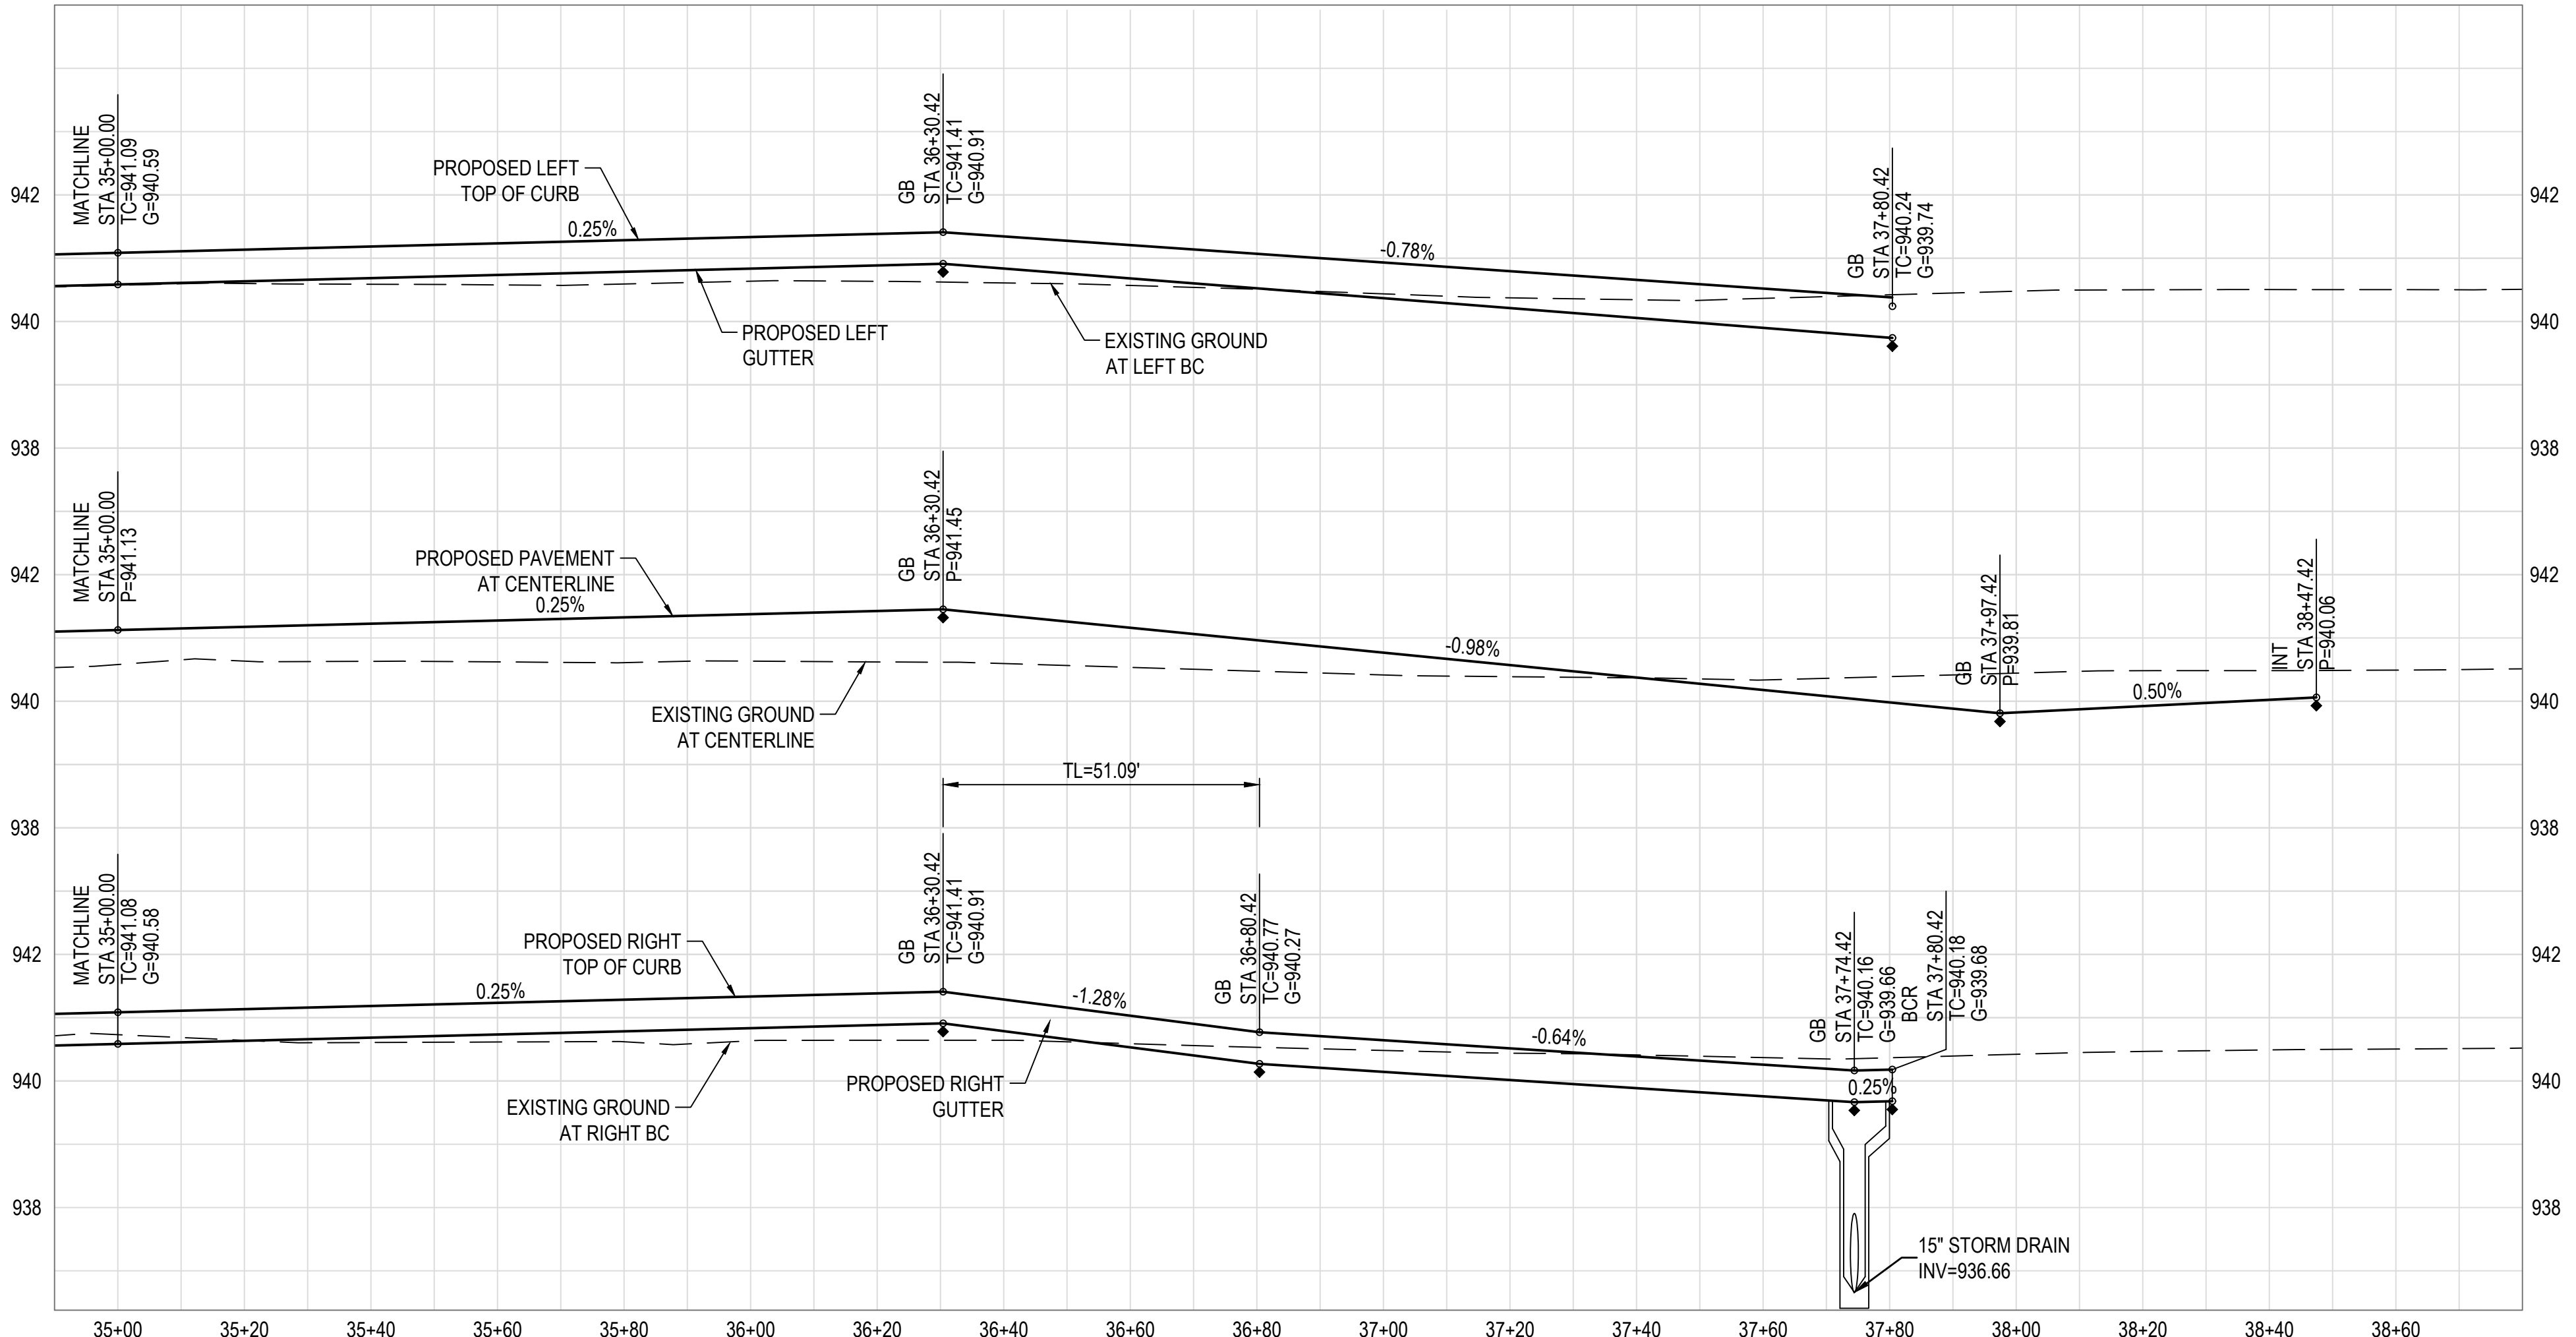 MATCHLINE
STA 35+00.00
TC=941.09
G=940.59
PROPOSED LEFT
TOP OF CURB
0.25%
GB
STA 36+30.42
TC=941.41
G=940.91
-0.78%
GB
STA 37+80.42
TC=940.24
G=939.74
942
942
940
940
PROPOSED LEFT
GUTTER
EXISTING GROUND
AT LEFT BC
938
938
MATCHLINE
STA 35+00.00
P=941.13
PROPOSED PAVEMENT
AT CENTERLINE
0.25%
GB
STA 36+30.42
P=941.45
-0.98%
GB
STA 37+97.42
P=939.81
INT
STA 38+47.42
P=940.06
0.50%
942
942
940
940
EXISTING GROUND
AT CENTERLINE
TL=51.09'
938
938
MATCHLINE
STA 35+00.00
TC=941.08
G=940.58
PROPOSED RIGHT
TOP OF CURB
0.25%
GB
STA 36+30.42
TC=941.41
G=940.91
-1.28%
GB
STA 36+80.42
TC=940.77
G=940.27
-0.64%
GB
STA 37+74.42
TC=940.16
G=939.66
BCR
STA 37+80.42
TC=940.18
G=939.68
0.25%
942
942
940
940
PROPOSED RIGHT
GUTTER
EXISTING GROUND
AT RIGHT BC
938
938
15" STORM DRAIN
INV=936.66
35+00
35+20
35+40
35+60
35+80
36+00
36+20
36+40
36+60
36+80
37+00
37+20
37+40
37+60
37+80
38+00
38+20
38+40
38+60